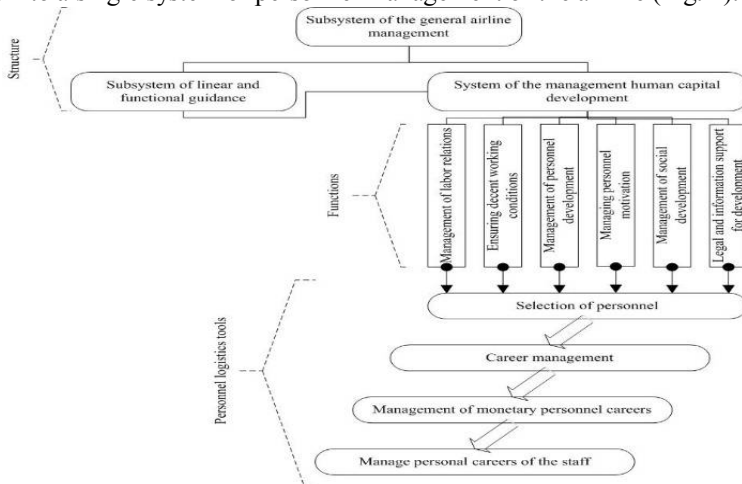 Subsystem of the general airline
management
Structure
Subsystem of linear and
functional guidance
System of the management human capital
development
Functions
Management of labor relations
Ensuring decent working
conditions
Management of personnel
development
Managing personnel
motivation
Management of social
development
Legal and information support
for development
Personnel logistics tools
Selection of personnel
Career management
Management of monetary personnel careers
Manage personal careers of the staff